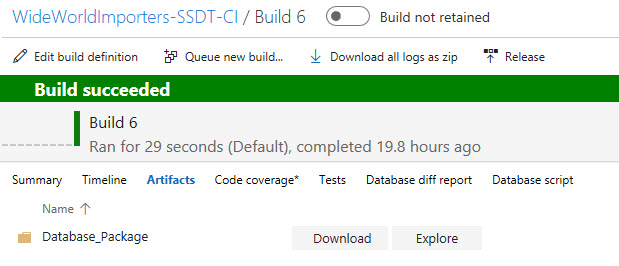 WideWorldImporters-SSDT-CI / Build 6 Build not retained
Edit build definition Queue new build... Download all logs as zip Release
Build succeeded
Build 6
Ran for 29 seconds (Default), completed 19.8 hours ago
Summary Timeline Artifacts Code coverage* Tests Database diff report Database script
Name
Database_Package Download Explore